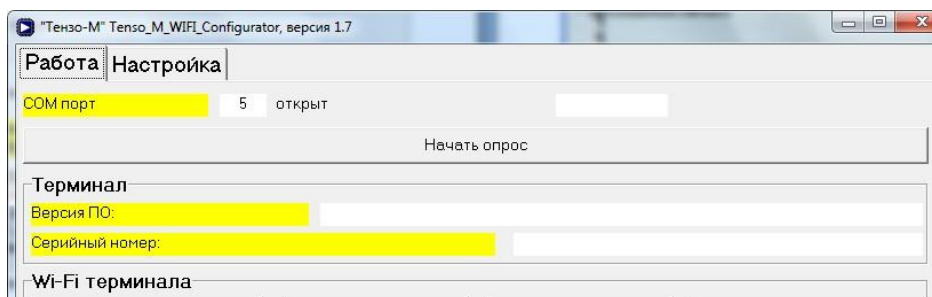 "Тензо-М" Tenso_M_WIFI_Configurator, версия 1.7
Работа Настройка
COM порт 5 открыт
Начать опрос
Терминал
Версия ПО:
Серийный номер:
Wi-Fi терминала